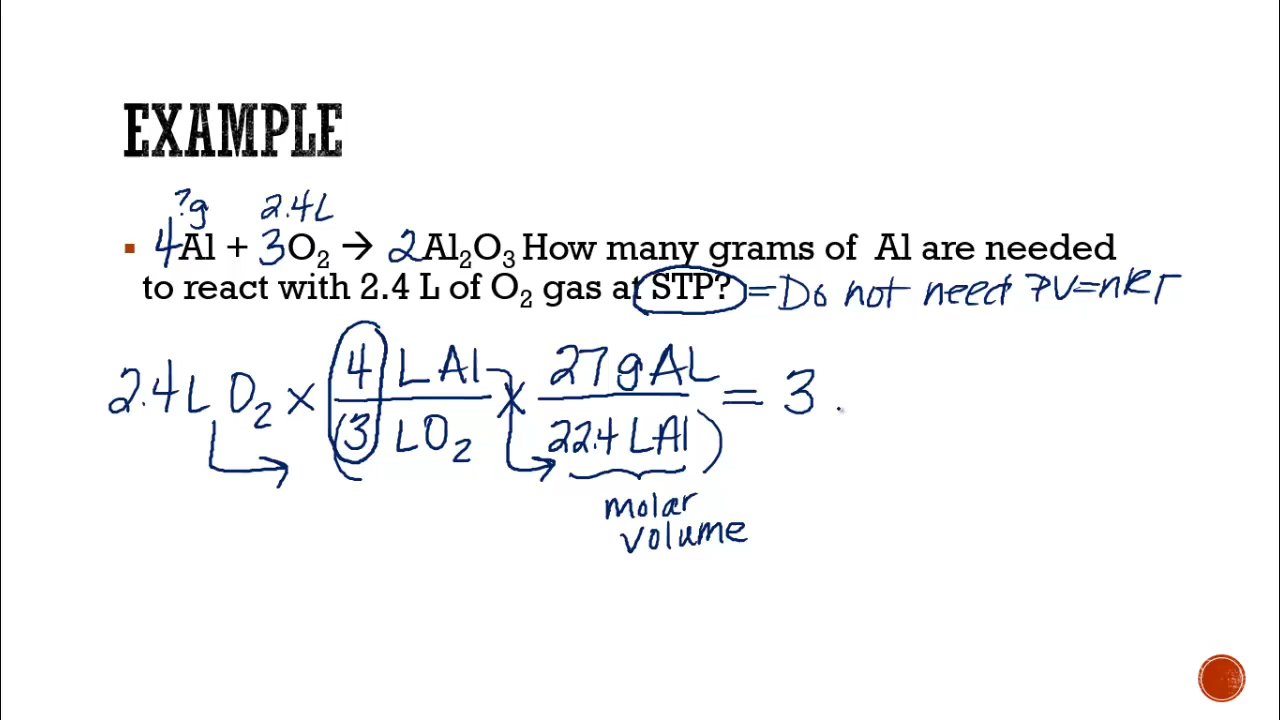 EXAMPLE
?g 2.4L
4Al + 3O₂ → 2Al₂O₃ How many grams of Al are needed
to react with 2.4 L of O₂ gas at STP? = Do not need PV=nRT
2.4L O₂ × (4 L Al / 3 L O₂) × (27 g AL / 22.4 L Al) = 3.
molar
volume